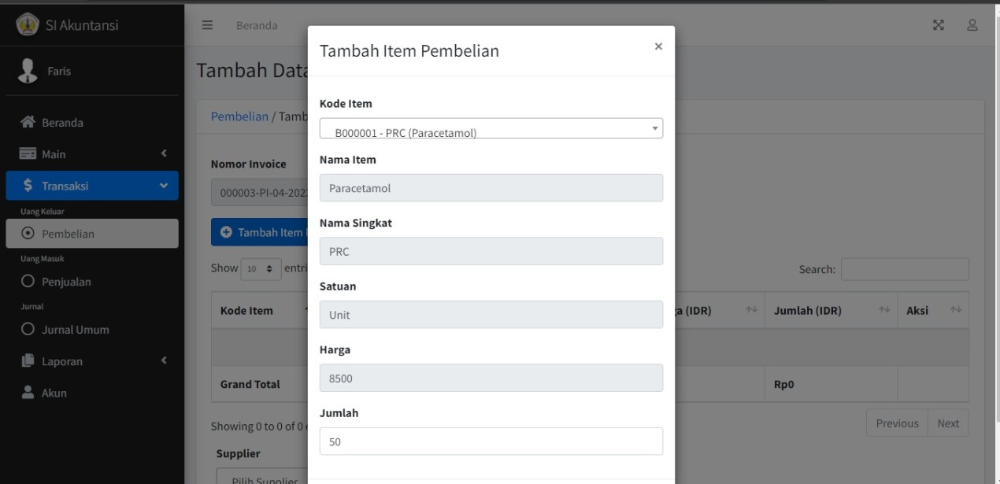 SI Akuntansi
Beranda
Faris
Beranda
Main
Transaksi
Uang Keluar
Pembelian
Uang Masuk
Penjualan
Jurnal
Jurnal Umum
Laporan
Akun
Tambah Data
Pembelian / Tamb
Nomor Invoice
000003-PI-04-202
Tambah Item
Show 10 entri
Search:
Kode Item
a (IDR)
Jumlah (IDR)
Aksi
Grand Total
Rp0
Showing 0 to 0 of 0
Previous
Next
Supplier
Pilih Supplier
Tambah Item Pembelian
×
Kode Item
B000001 - PRC (Paracetamol)
Nama Item
Paracetamol
Nama Singkat
PRC
Satuan
Unit
Harga
8500
Jumlah
50